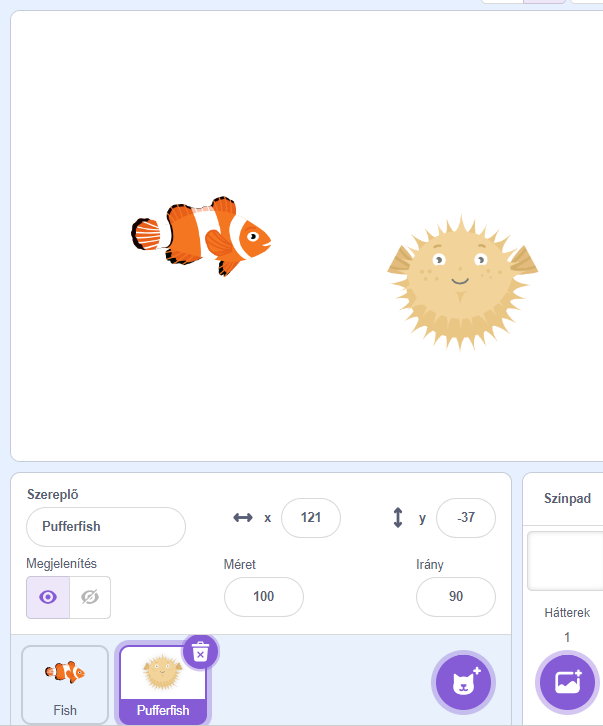 Szereplő
Pufferfish
x 121
y -37
Megjelenítés
Méret
100
Irány
90
Fish
Pufferfish
Színpad
Hátterek
1